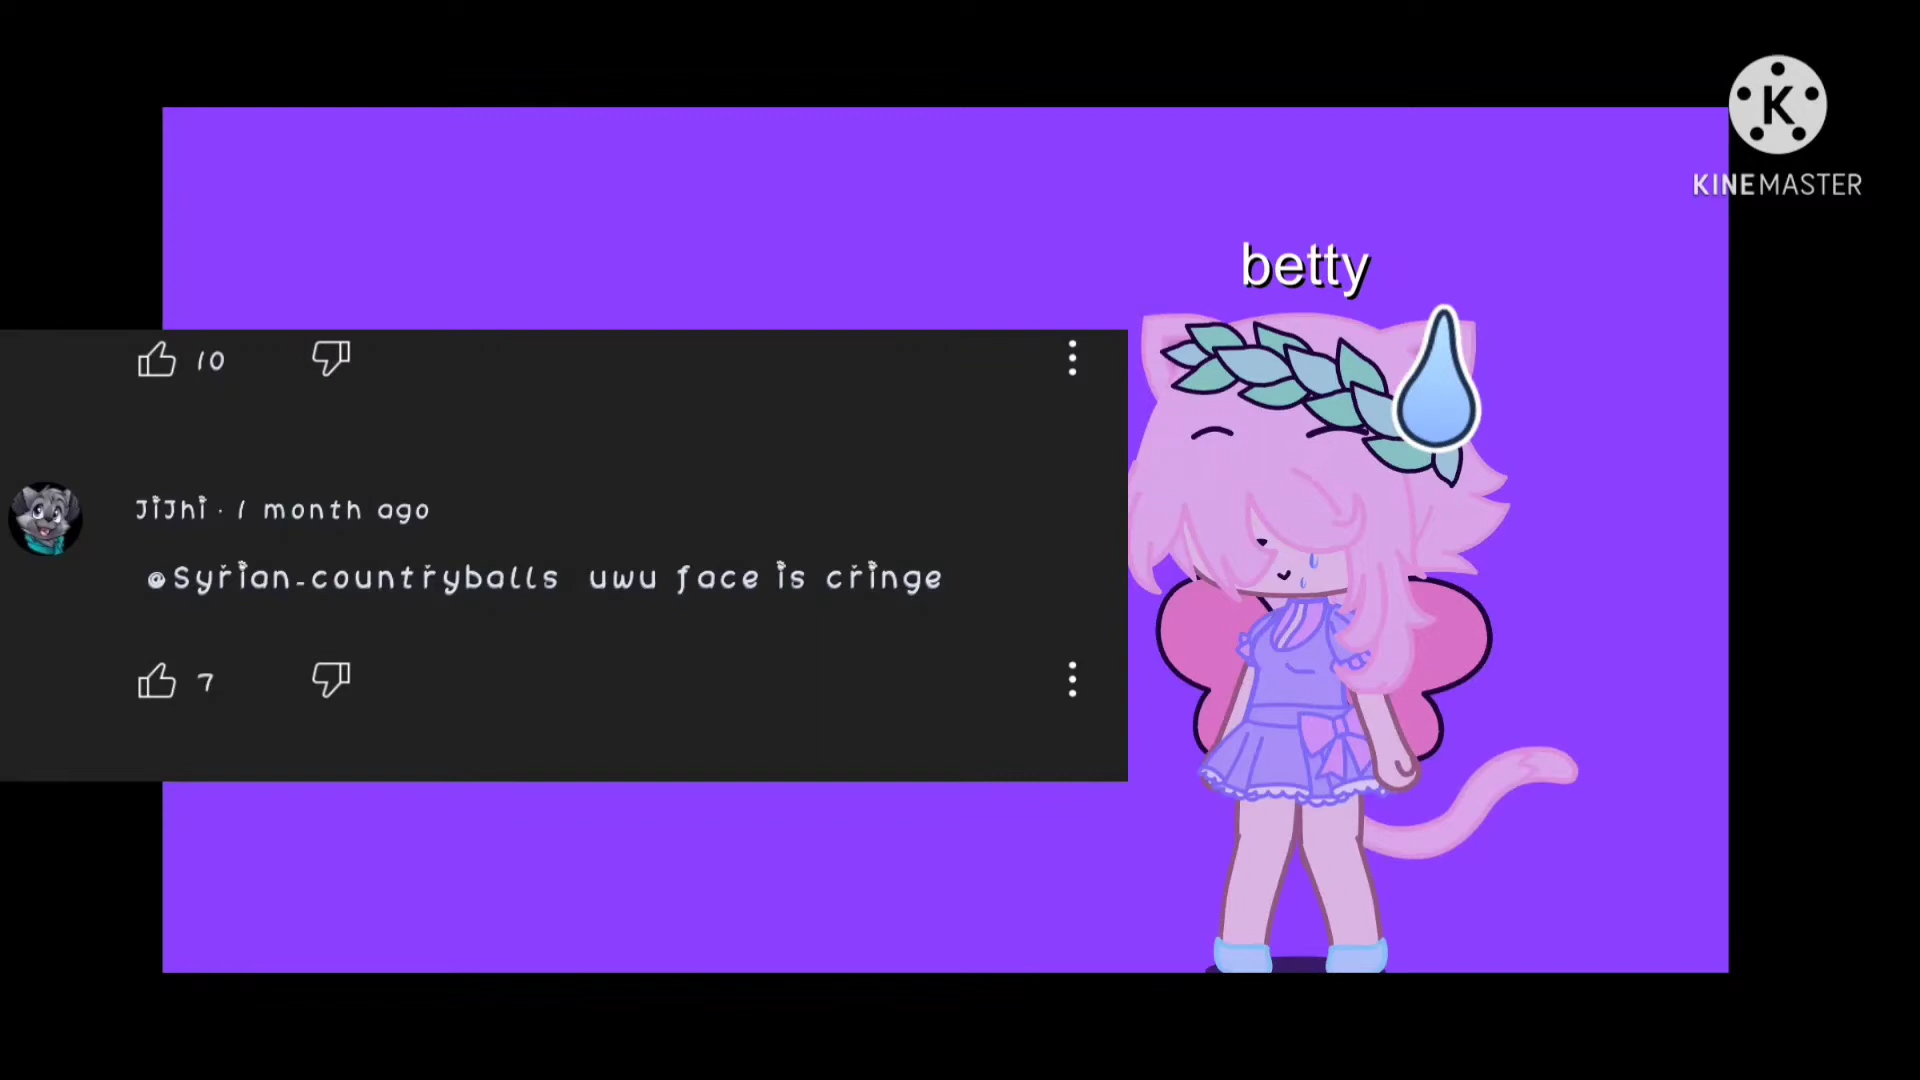 K
KINEMASTER
betty
10
JiJhi · 1 month ago
@Syrian-countryballs uwu face is cringe
7